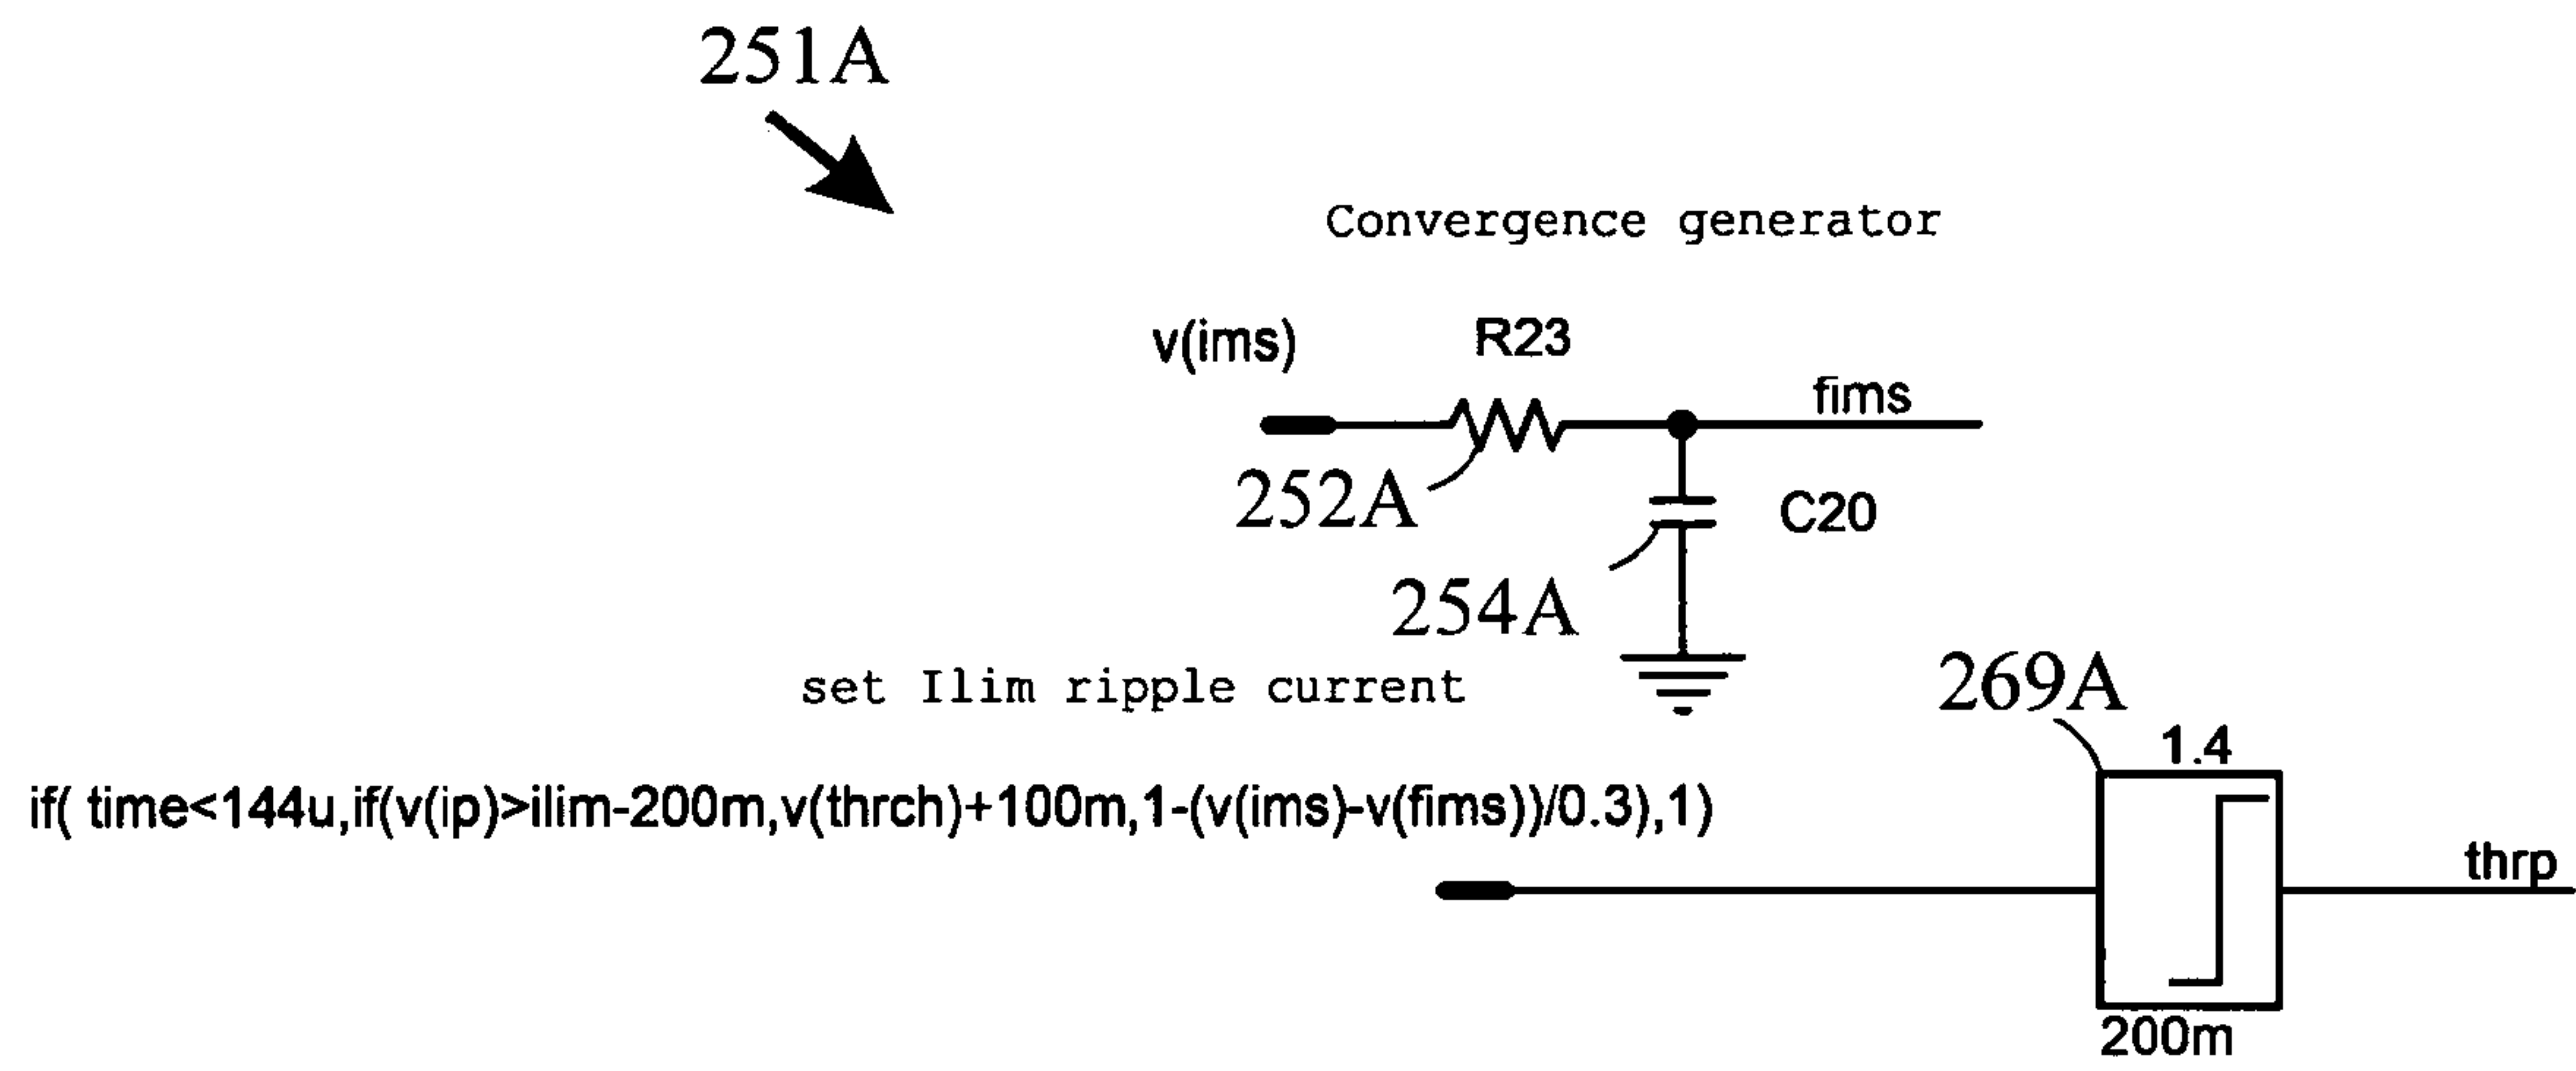 251A
Convergence generator
v(ims)
R23
fims
252A
C20
254A
set Ilim ripple current
269A
1.4
if( time<144u,if(v(ip)>ilim-200m,v(thrch)+100m,1-(v(ims)-v(fims))/0.3),1)
thrp
200m